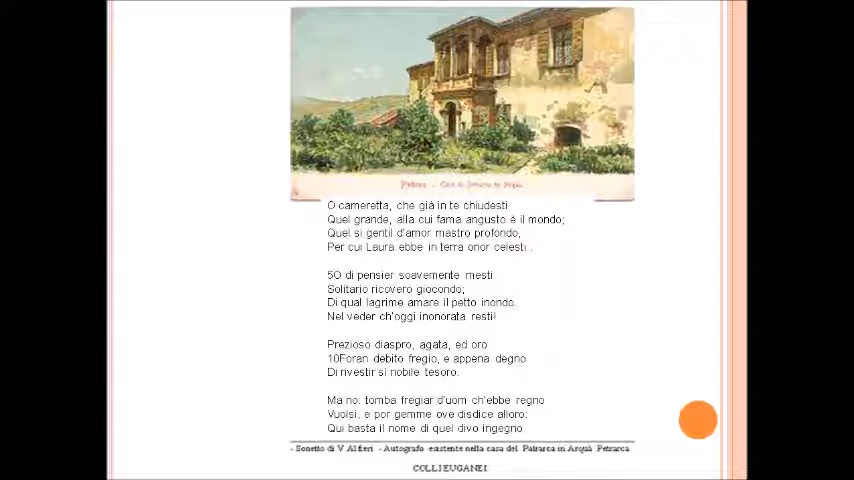 Padova - Casa di Petrarca in Arquà
O cameretta, che già in te chiudesti
Quel grande, alla cui fama angusto è il mondo;
Quel si gentil d'amor mastro profondo,
Per cui Laura ebbe in terra onor celesti .
5O di pensier soavemente mesti
Solitario ricovero giocondo;
Di qual lagrime amare il petto inondo.
Nel veder ch'oggi inonorata resti!
Prezioso diaspro, agata, ed oro
10Foran debito fregio, e appena degno
Di rivestir si nobile tesoro.
Ma no: tomba fregiar d'uom ch'ebbe regno
Vuolsi, e por gemme ove disdice alloro:
Qui basta il nome di quel divo ingegno
- Sonetto di V. Alfieri - Autografo existente nella casa del Patrarca in Arquà Petrarca
COLLI EUGANEI